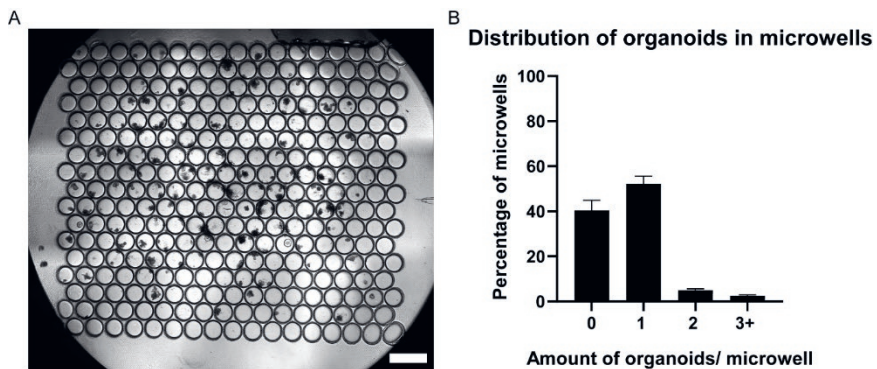 A
B
Distribution of organoids in microwells
Percentage of microwells
100
80
60
40
20
0
0 1 2 3+
Amount of organoids/ microwell